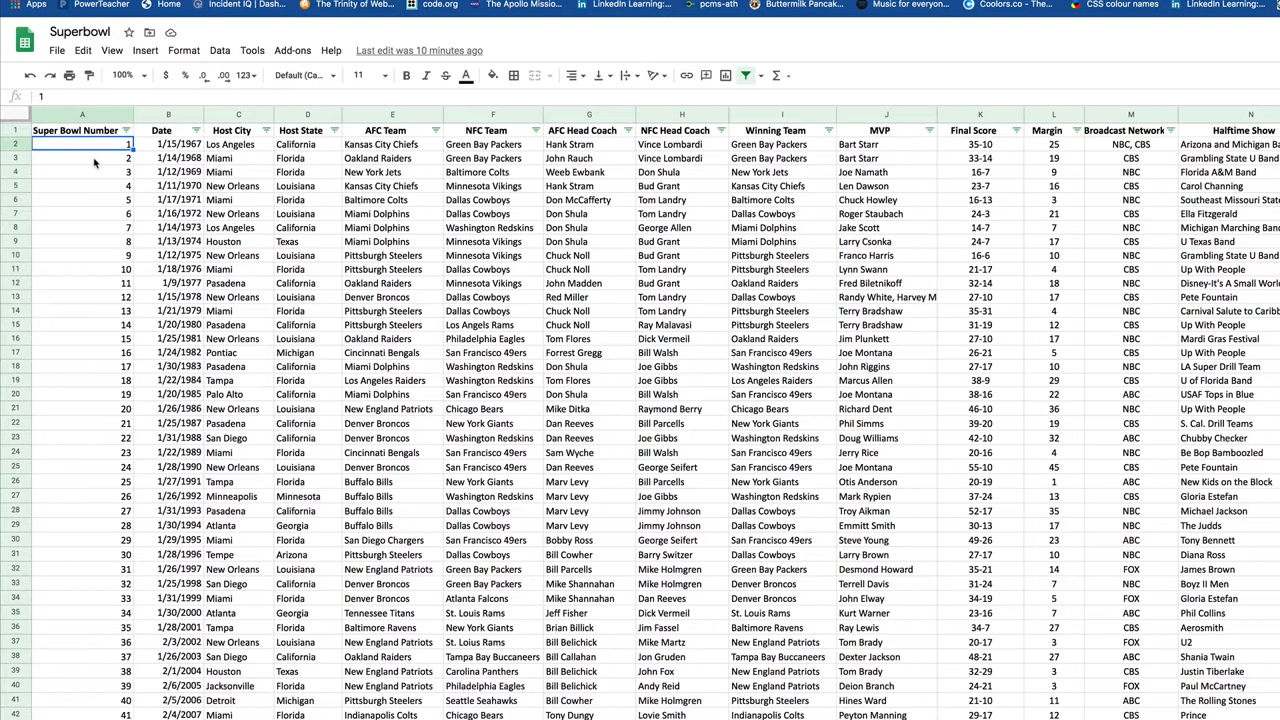 Apps PowerTeacher Home Incident IQ | Dash... The Trinity of Web... code.org The Apollo Missio... LinkedIn Learning:... pcms-ath Buttermilk Pancak... Music for everyon... Coolors.co - The... CSS colour names LinkedIn Learning:...
Superbowl
File Edit View Insert Format Data Tools Add-ons Help Last edit was 10 minutes ago
100% $ % .0 .00 123 Default (Ca... 11 B I S A Σ
fx 1
A B C D E F G H I J K L M N
1 Super Bowl Number Date Host City Host State AFC Team NFC Team AFC Head Coach NFC Head Coach Winning Team MVP Final Score Margin Broadcast Network Halftime Show
2 1 1/15/1967 Los Angeles California Kansas City Chiefs Green Bay Packers Hank Stram Vince Lombardi Green Bay Packers Bart Starr 35-10 25 NBC, CBS Arizona and Michigan
3 2 1/14/1968 Miami Florida Oakland Raiders Green Bay Packers John Rauch Vince Lombardi Green Bay Packers Bart Starr 33-14 19 CBS Grambling State U Ban
4 3 1/12/1969 Miami Florida New York Jets Baltimore Colts Weeb Ewbank Don Shula New York Jets Joe Namath 16-7 9 NBC Florida A&M Band
5 4 1/11/1970 New Orleans Louisiana Kansas City Chiefs Minnesota Vikings Hank Stram Bud Grant Kansas City Chiefs Len Dawson 23-7 16 CBS Carol Channing
6 5 1/17/1971 Miami Florida Baltimore Colts Dallas Cowboys Don McCafferty Tom Landry Baltimore Colts Chuck Howley 16-13 3 NBC Southeast Missouri Stat
7 6 1/16/1972 New Orleans Louisiana Miami Dolphins Dallas Cowboys Don Shula Tom Landry Dallas Cowboys Roger Staubach 24-3 21 CBS Ella Fitzgerald
8 7 1/14/1973 Los Angeles California Miami Dolphins Washington Redskins Don Shula George Allen Miami Dolphins Jake Scott 14-7 7 NBC Michigan Marching Ban
9 8 1/13/1974 Houston Texas Miami Dolphins Minnesota Vikings Don Shula Bud Grant Miami Dolphins Larry Csonka 24-7 17 CBS U Texas Band
10 9 1/12/1975 New Orleans Louisiana Pittsburgh Steelers Minnesota Vikings Chuck Noll Bud Grant Pittsburgh Steelers Franco Harris 16-6 10 NBC Grambling State U Ban
11 10 1/18/1976 Miami Florida Pittsburgh Steelers Dallas Cowboys Chuck Noll Tom Landry Pittsburgh Steelers Lynn Swann 21-17 4 CBS Up With People
12 11 1/9/1977 Pasadena California Oakland Raiders Minnesota Vikings John Madden Bud Grant Oakland Raiders Fred Biletnikoff 32-14 18 NBC Disney-It's A Small Worl
13 12 1/15/1978 New Orleans Louisiana Denver Broncos Dallas Cowboys Red Miller Tom Landry Dallas Cowboys Randy White, Harvey M 27-10 17 CBS Pete Fountain
14 13 1/21/1979 Miami Florida Pittsburgh Steelers Dallas Cowboys Chuck Noll Tom Landry Pittsburgh Steelers Terry Bradshaw 35-31 4 NBC Carnival Salute to Caribb
15 14 1/20/1980 Pasadena California Pittsburgh Steelers Los Angels Rams Chuck Noll Ray Malavasi Pittsburgh Steelers Terry Bradshaw 31-19 12 CBS Up With People
16 15 1/25/1981 New Orleans Louisiana Oakland Raiders Philadelphia Eagles Tom Flores Dick Vermeil Oakland Raiders Jim Plunkett 27-10 17 NBC Mardi Gras Festival
17 16 1/24/1982 Pontiac Michigan Cincinnati Bengals San Francisco 49ers Forrest Gregg Bill Walsh San Francisco 49ers Joe Montana 26-21 5 CBS Up With People
18 17 1/30/1983 Pasadena California Miami Dolphins Washington Redskins Don Shula Joe Gibbs Washington Redskins John Riggins 27-17 10 NBC LA Super Drill Team
19 18 1/22/1984 Tampa Florida Los Angeles Raiders Washington Redskins Tom Flores Joe Gibbs Los Angeles Raiders Marcus Allen 38-9 29 CBS U of Florida Band
20 19 1/20/1985 Palo Alto California Miami Dolphins San Francisco 49ers Don Shula Bill Walsh San Francisco 49ers Joe Montana 38-16 22 ABC USAF Tops in Blue
21 20 1/26/1986 New Orleans Louisiana New England Patriots Chicago Bears Mike Ditka Raymond Berry Chicago Bears Richard Dent 46-10 36 NBC Up With People
22 21 1/25/1987 Pasadena California Denver Broncos New York Giants Dan Reeves Bill Parcells New York Giants Phil Simms 39-20 19 CBS S. Cal. Drill Teams
23 22 1/31/1988 San Diego California Denver Broncos Washington Redskins Dan Reeves Joe Gibbs Washington Redskins Doug Williams 42-10 32 ABC Chubby Checker
24 23 1/22/1989 Miami Florida Cincinnati Bengals San Francisco 49ers Sam Wyche Bill Walsh San Francisco 49ers Jerry Rice 20-16 4 NBC Be Bop Bamboozled
25 24 1/28/1990 New Orleans Louisiana Denver Broncos San Francisco 49ers Dan Reeves George Seifert San Francisco 49ers Joe Montana 55-10 45 CBS Pete Fountain
26 25 1/27/1991 Tampa Florida Buffalo Bills New York Giants Marv Levy Bill Parcells New York Giants Otis Anderson 20-19 1 ABC New Kids on the Block
27 26 1/26/1992 Minneapolis Minnesota Buffalo Bills Washington Redskins Marv Levy Joe Gibbs Washington Redskins Mark Rypien 37-24 13 CBS Gloria Estefan
28 27 1/31/1993 Pasadena California Buffalo Bills Dallas Cowboys Marv Levy Jimmy Johnson Dallas Cowboys Troy Aikman 52-17 35 NBC Michael Jackson
29 28 1/30/1994 Atlanta Georgia Buffalo Bills Dallas Cowboys Marv Levy Jimmy Johnson Dallas Cowboys Emmitt Smith 30-13 17 NBC The Judds
30 29 1/29/1995 Miami Florida San Diego Chargers San Francisco 49ers Bobby Ross George Seifert San Francisco 49ers Steve Young 49-26 23 ABC Tony Bennett
31 30 1/28/1996 Tempe Arizona Pittsburgh Steelers Dallas Cowboys Bill Cowher Barry Switzer Dallas Cowboys Larry Brown 27-17 10 NBC Diana Ross
32 31 1/26/1997 New Orleans Louisiana New England Patriots Green Bay Packers Bill Parcells Mike Holmgren Green Bay Packers Desmond Howard 35-21 14 FOX James Brown
33 32 1/25/1998 San Diego California Denver Broncos Green Bay Packers Mike Shannahan Mike Holmgren Denver Broncos Terrell Davis 31-24 7 NBC Boyz II Men
34 33 1/31/1999 Miami Florida Denver Broncos Atlanta Falcons Mike Shannahan Dan Reeves Denver Broncos John Elway 34-19 5 FOX Gloria Estefan
35 34 1/30/2000 Atlanta Georgia Tennessee Titans St. Louis Rams Jeff Fisher Dick Vermeil St. Louis Rams Kurt Warner 23-16 7 ABC Phil Collins
36 35 1/28/2001 Tampa Florida Baltimore Ravens New York Giants Brian Billick Jim Fassel Baltimore Ravens Ray Lewis 34-7 27 CBS Aerosmith
37 36 2/3/2002 New Orleans Louisiana New England Patriots St. Loius Rams Bill Belichick Mike Martz New England Patriots Tom Brady 20-17 3 FOX U2
38 37 1/26/2003 San Diego California Oakland Raiders Tampa Bay Buccaneers Bill Callahan Jon Gruden Tampa Bay Buccaneers Dexter Jackson 48-21 27 ABC Shania Twain
39 38 2/1/2004 Houston Texas New England Patriots Carolina Panthers Bill Belichick John Fox New England Patriots Tom Brady 32-29 3 CBS Justin Tiberlake
40 39 2/6/2005 Jacksonville Florida New England Patriots Philadelphia Eagles Bill Belichick Andy Reid New England Patriots Deion Branch 24-21 3 FOX Paul McCartney
41 40 2/5/2006 Detroit Michigan Pittsburgh Steelers Seattle Seahawks Bill Cowher Mike Holmgren Pittsburgh Steelers Hines Ward 21-10 11 ABC The Rolling Stones
42 41 2/4/2007 Miami Florida Indianapolis Colts Chicago Bears Tony Dungy Lovie Smith Indianapolis Colts Peyton Manning 29-17 12 CBS Prince